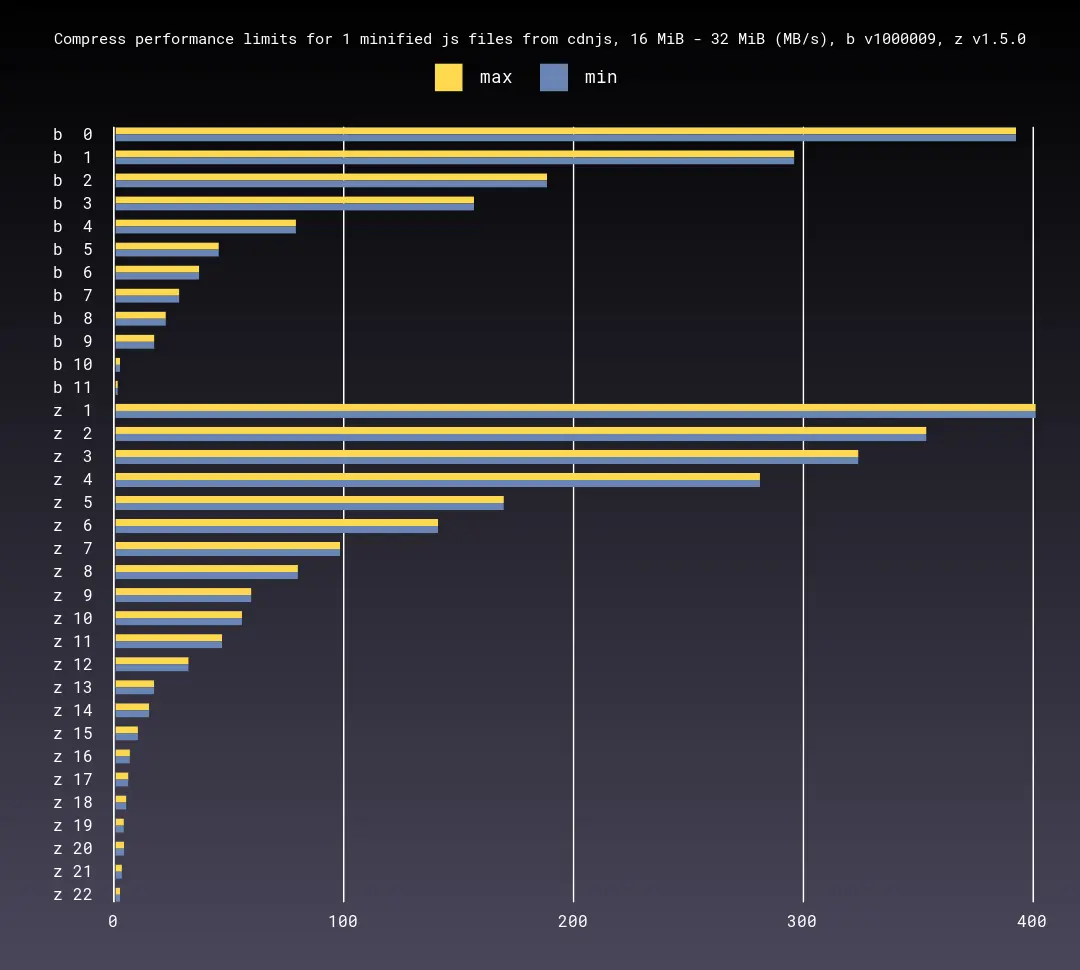 Compress performance limits for 1 minified js files from cdnjs, 16 MiB - 32 MiB (MB/s), b v1000009, z v1.5.0
max min
b 0
b 1
b 2
b 3
b 4
b 5
b 6
b 7
b 8
b 9
b 10
b 11
z 1
z 2
z 3
z 4
z 5
z 6
z 7
z 8
z 9
z 10
z 11
z 12
z 13
z 14
z 15
z 16
z 17
z 18
z 19
z 20
z 21
z 22
0 100 200 300 400